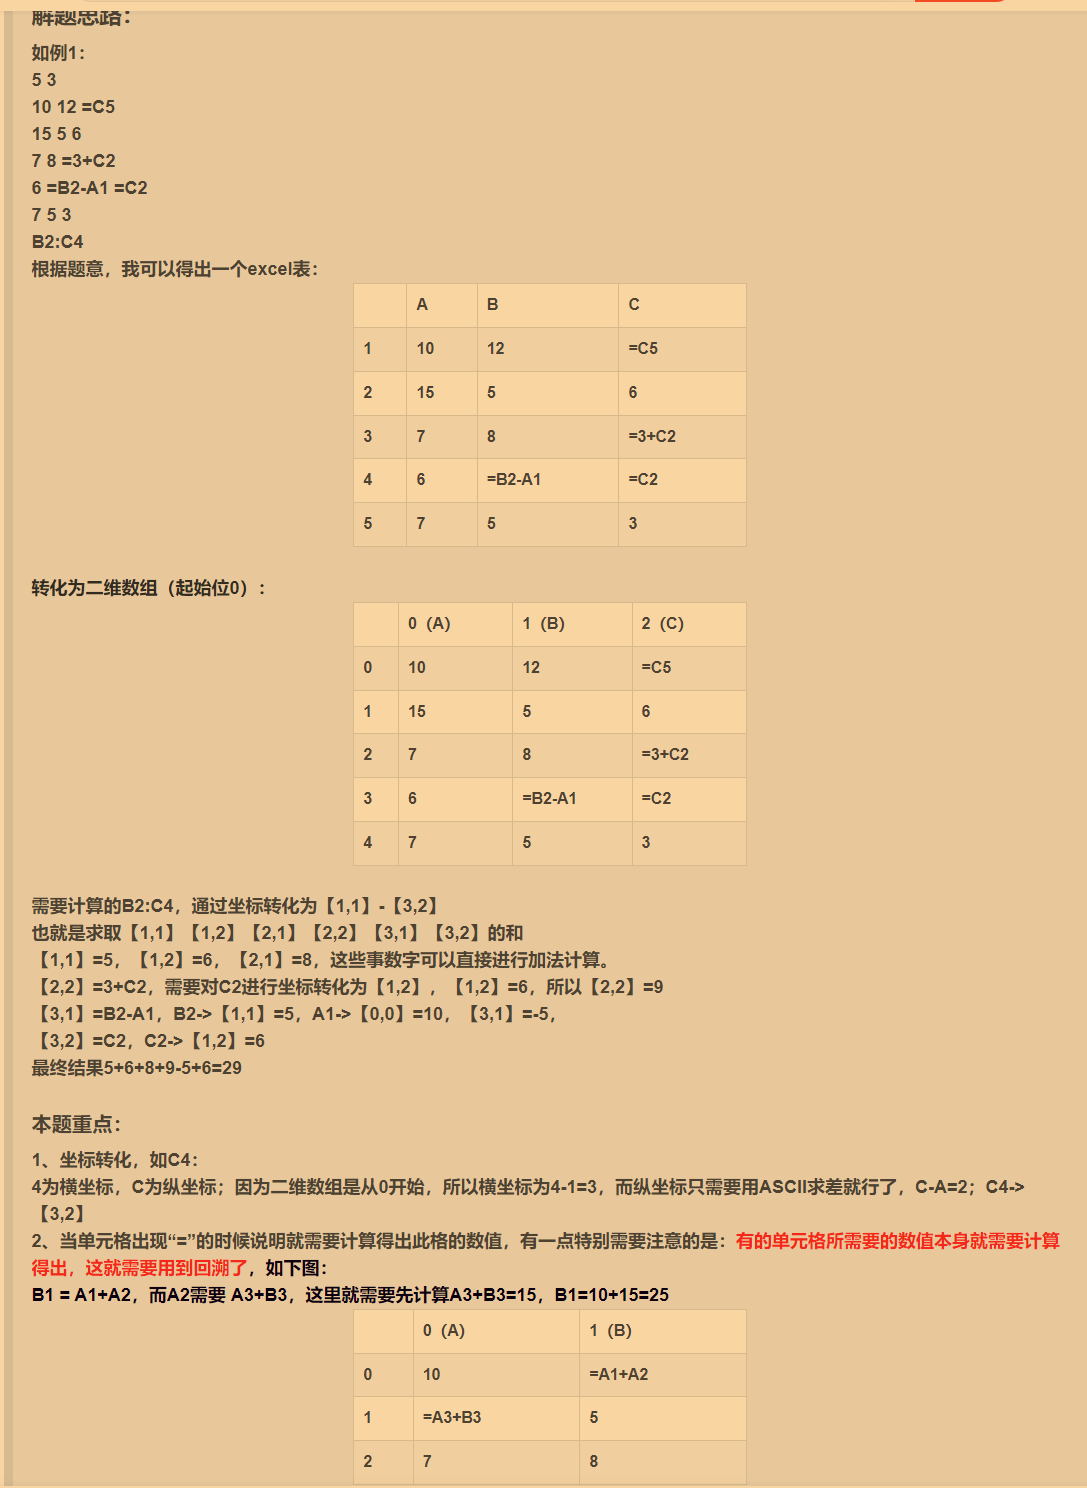 解题思路：
如例1：
5 3
10 12 =C5
15 5 6
7 8 =3+C2
6 =B2-A1 =C2
7 5 3
B2:C4
根据题意，我可以得出一个excel表：
A B C
1 10 12 =C5
2 15 5 6
3 7 8 =3+C2
4 6 =B2-A1 =C2
5 7 5 3
转化为二维数组（起始位0）：
0（A） 1（B） 2（C）
0 10 12 =C5
1 15 5 6
2 7 8 =3+C2
3 6 =B2-A1 =C2
4 7 5 3
需要计算的B2:C4，通过坐标转化为【1,1】-【3,2】
也就是求取【1,1】【1,2】【2,1】【2,2】【3,1】【3,2】的和
【1,1】=5，【1,2】=6，【2,1】=8，这些事数字可以直接进行加法计算。
【2,2】=3+C2，需要对C2进行坐标转化为【1,2】，【1,2】=6，所以【2,2】=9
【3,1】=B2-A1，B2->【1,1】=5，A1->【0,0】=10，【3,1】=-5，
【3,2】=C2，C2->【1,2】=6
最终结果5+6+8+9-5+6=29
本题重点：
1、坐标转化，如C4：
4为横坐标，C为纵坐标；因为二维数组是从0开始，所以横坐标为4-1=3，而纵坐标只需要用ASCII求差就行了，C-A=2；C4->
【3,2】
2、当单元格出现“=”的时候说明就需要计算得出此格的数值，有一点特别需要注意的是：有的单元格所需要的数值本身就需要计算
得出，这就需要用到回溯了，如下图：
B1 = A1+A2，而A2需要 A3+B3，这里就需要先计算A3+B3=15，B1=10+15=25
0（A） 1（B）
0 10 =A1+A2
1 =A3+B3 5
2 7 8